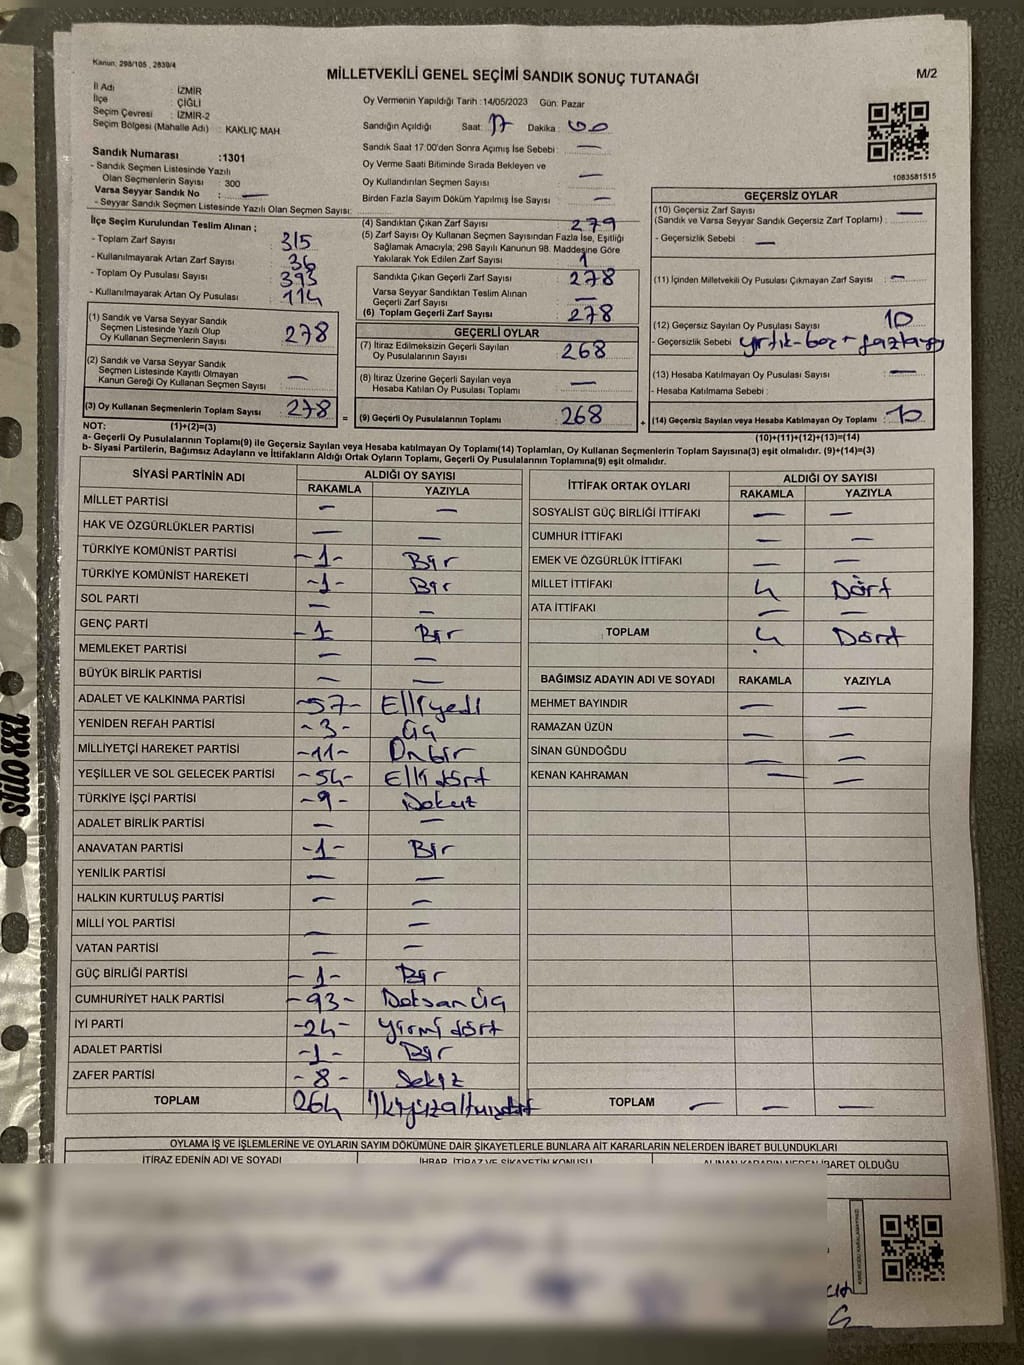 Kanun: 298/105 , 2839/4
MİLLETVEKİLİ GENEL SEÇİMİ SANDIK SONUÇ TUTANAĞI
M/2
İl Adı : İZMİR
İlçe : ÇİĞLİ
Seçim Çevresi : İZMİR-2
Seçim Bölgesi (Mahalle Adı) : KAKLIÇ MAH
Sandık Numarası :1301
- Sandık Seçmen Listesinde Yazılı
Olan Seçmenlerin Sayısı : 300
Varsa Seyyar Sandık No : —
- Seyyar Sandık Seçmen Listesinde Yazılı Olan Seçmen Sayısı:
Oy Vermenin Yapıldığı Tarih :14/05/2023 Gün: Pazar
Sandığın Açıldığı Saat: 17 Dakika: 00
Sandık Saat 17:00'den Sonra Açımış İse Sebebi : —
Oy Verme Saati Bitiminde Sırada Bekleyen ve
Oy Kullandırılan Seçmen Sayısı : —
Birden Fazla Sayım Döküm Yapılmış İse Sayısı : —
1083581515
İlçe Seçim Kurulundan Teslim Alınan ;
- Toplam Zarf Sayısı : 315
- Kullanılmayarak Artan Zarf Sayısı : 36
- Toplam Oy Pusulası Sayısı : 393
- Kullanılmayarak Artan Oy Pusulası : 114
(1) Sandık ve Varsa Seyyar Sandık
Seçmen Listesinde Yazılı Olup
Oy Kullanan Seçmenlerin Sayısı : 278
(2) Sandık ve Varsa Seyyar Sandık
Seçmen Listesinde Kayıtlı Olmayan
Kanun Gereği Oy Kullanan Seçmen Sayısı : —
(3) Oy Kullanan Seçmenlerin Toplam Sayısı : 278 =
(4) Sandıktan Çıkan Zarf Sayısı : 279
(5) Zarf Sayısı Oy Kullanan Seçmen Sayısından Fazla İse, Eşitliği
Sağlamak Amacıyla; 298 Sayılı Kanunun 98. Maddesine Göre
Yakılarak Yok Edilen Zarf Sayısı : 1
Sandıkta Çıkan Geçerli Zarf Sayısı : 278
Varsa Seyyar Sandıktan Teslim Alınan
Geçerli Zarf Sayısı : —
(6) Toplam Geçerli Zarf Sayısı : 278
GEÇERLİ OYLAR
(7) İtiraz Edilmeksizin Geçerli Sayılan
Oy Pusulalarının Sayısı : 268
(8) İtiraz Üzerine Geçerli Sayılan veya
Hesaba Katılan Oy Pusulası Toplamı : —
(9) Geçerli Oy Pusulalarının Toplamı : 268 +
GEÇERSİZ OYLAR
(10) Geçersiz Zarf Sayısı
(Sandık ve Varsa Seyyar Sandık Geçersiz Zarf Toplamı) : —
- Geçersizlik Sebebi : —
(11) İçinden Milletvekili Oy Pusulası Çıkmayan Zarf Sayısı : —
(12) Geçersiz Sayılan Oy Pusulası Sayısı : 10
- Geçersizlik Sebebi : yırtık-boz
(13) Hesaba Katılmayan Oy Pusulası Sayısı : —
- Hesaba Katılmama Sebebi :
(14) Geçersiz Sayılan veya Hesaba Katılmayan Oy Toplamı : 10
NOT: (1)+(2)=(3) (10)+(11)+(12)+(13)=(14)
a- Geçerli Oy Pusulalarının Toplamı(9) ile Geçersiz Sayılan veya Hesaba katılmayan Oy Toplamı(14) Toplamları, Oy Kullanan Seçmenlerin Toplam Sayısına(3) eşit olmalıdır. (9)+(14)=(3)
b- Siyasi Partilerin, Bağımsız Adayların ve İttifakların Aldığı Ortak Oyların Toplamı, Geçerli Oy Pusulalarının Toplamına(9) eşit olmalıdır.
SİYASİ PARTİNİN ADI ALDIĞI OY SAYISI
RAKAMLA YAZIYLA
MİLLET PARTİSİ — —
HAK VE ÖZGÜRLÜKLER PARTİSİ — —
TÜRKİYE KOMÜNİST PARTİSİ -1- Bir
TÜRKİYE KOMÜNİST HAREKETİ -1- Bir
SOL PARTİ — —
GENÇ PARTİ -1 Bir
MEMLEKET PARTİSİ — —
BÜYÜK BİRLİK PARTİSİ — —
ADALET VE KALKINMA PARTİSİ -57- Elliyedi
YENİDEN REFAH PARTİSİ -3- Üç
MİLLİYETÇİ HAREKET PARTİSİ -11- Onbir
YEŞİLLER VE SOL GELECEK PARTİSİ -54- Elli dört
TÜRKİYE İŞÇİ PARTİSİ -9- Dokuz
ADALET BİRLİK PARTİSİ — —
ANAVATAN PARTİSİ -1- Bir
YENİLİK PARTİSİ — —
HALKIN KURTULUŞ PARTİSİ — —
MİLLİ YOL PARTİSİ — —
VATAN PARTİSİ — —
GÜÇ BİRLİĞİ PARTİSİ -1- Bir
CUMHURİYET HALK PARTİSİ -93- Doksan Üç
İYİ PARTİ -24- Yirmi dört
ADALET PARTİSİ -1- Bir
ZAFER PARTİSİ -8- Sekiz
TOPLAM 264 İkiyüzaltmışdört
İTTİFAK ORTAK OYLARI ALDIĞI OY SAYISI
RAKAMLA YAZIYLA
SOSYALİST GÜÇ BİRLİĞİ İTTİFAKI — —
CUMHUR İTTİFAKI — —
EMEK VE ÖZGÜRLÜK İTTİFAKI — —
MİLLET İTTİFAKI 4 Dört
ATA İTTİFAKI — —
TOPLAM 4 Dört
BAĞIMSIZ ADAYIN ADI VE SOYADI RAKAMLA YAZIYLA
MEHMET BAYINDIR — —
RAMAZAN ÜZÜN — —
SİNAN GÜNDOĞDU — —
KENAN KAHRAMAN — —
TOPLAM — — —
OYLAMA İŞ VE İŞLEMLERİNE VE OYLARIN SAYIM DÖKÜMÜNE DAİR ŞİKAYETLERLE BUNLARA AİT KARARLARIN NELERDEN İBARET BULUNDUKLARI
İTİRAZ EDENİN ADI VE SOYADI İHBAR, İTİRAZ VE ŞİKAYETİN KONUSU ALINAN KARARIN NEDEN İBARET OLDUĞU
stilo xxl